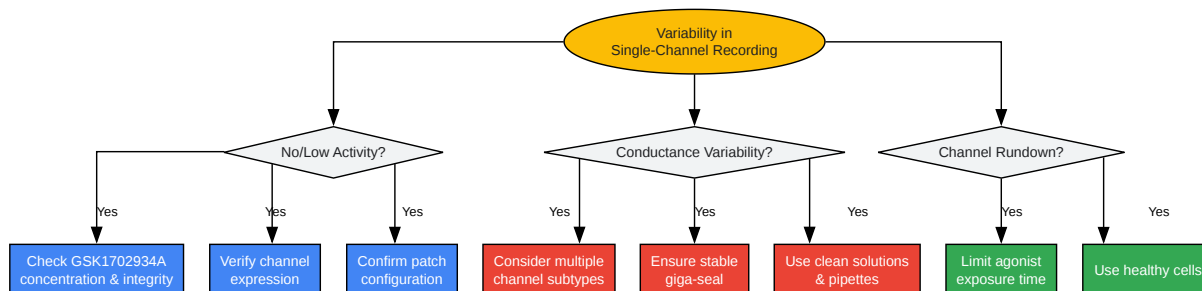 Variability in
Single-Channel Recording
No/Low Activity?
Conductance Variability?
Channel Rundown?
Yes
Yes
Yes
Yes
Yes
Yes
Yes
Yes
Check GSK1702934A
concentration & integrity
Verify channel
expression
Confirm patch
configuration
Consider multiple
channel subtypes
Ensure stable
giga-seal
Use clean solutions
& pipettes
Limit agonist
exposure time
Use healthy cells